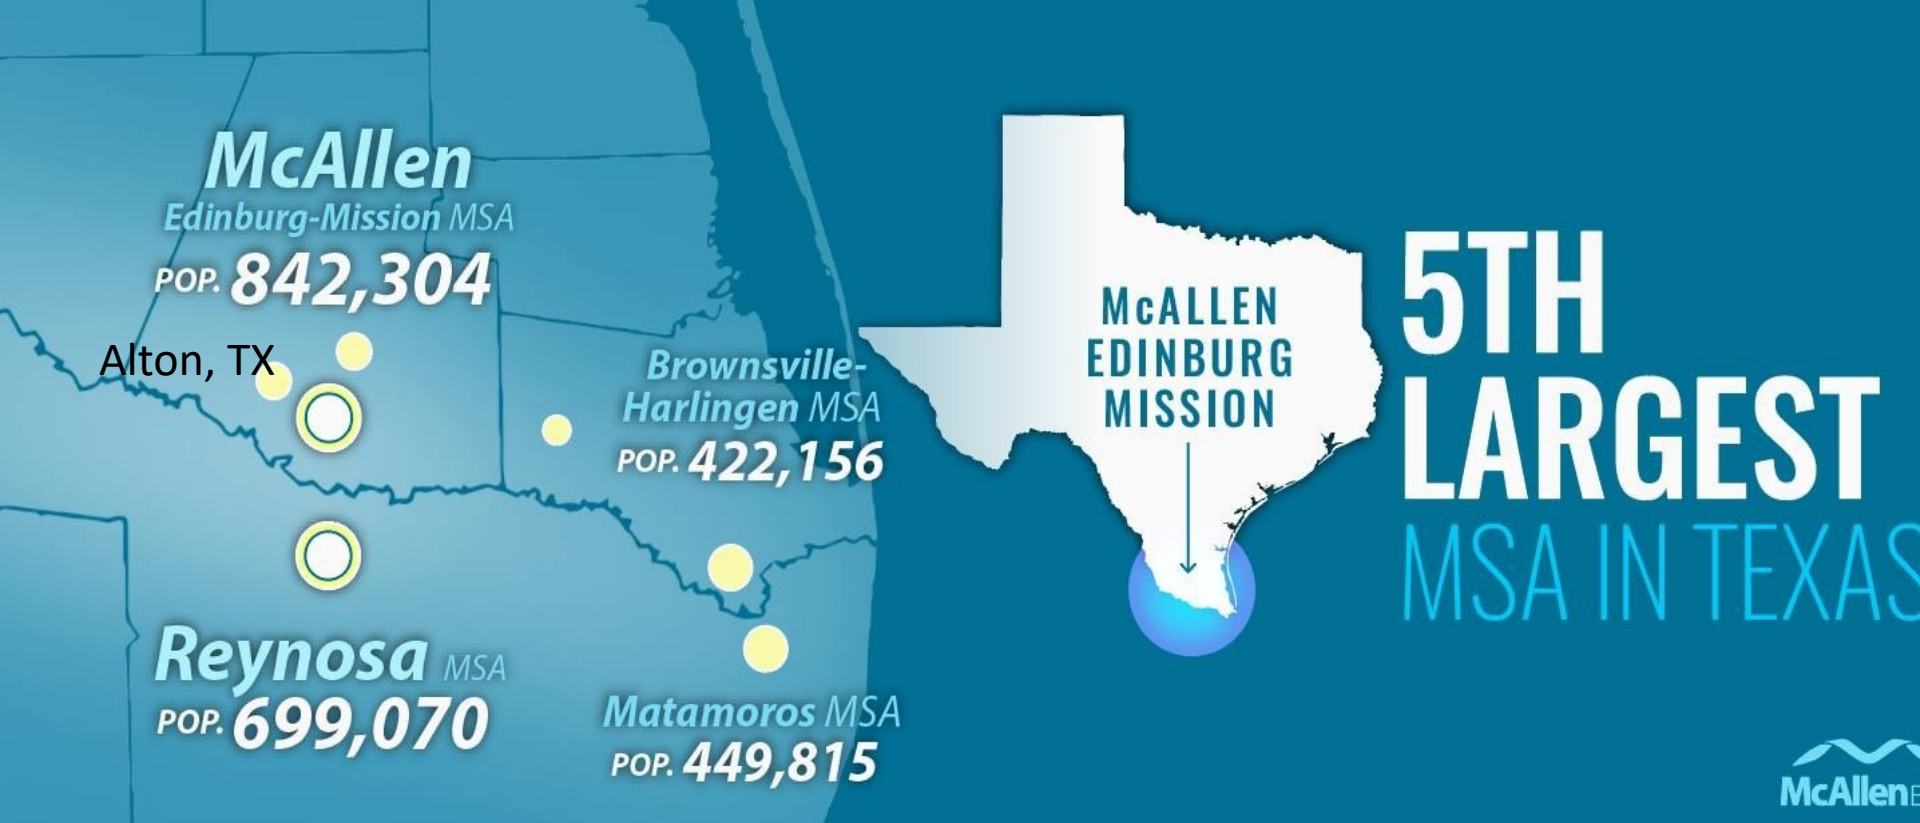 McAllen
Edinburg-Mission MSA
POP. 842,304
Alton, TX
Brownsville-
Harlingen MSA
POP. 422,156
Reynosa MSA
POP. 699,070
Matamoros MSA
POP. 449,815
McALLEN
EDINBURG
MISSION
5TH
LARGEST
MSA IN TEXAS
McAllen